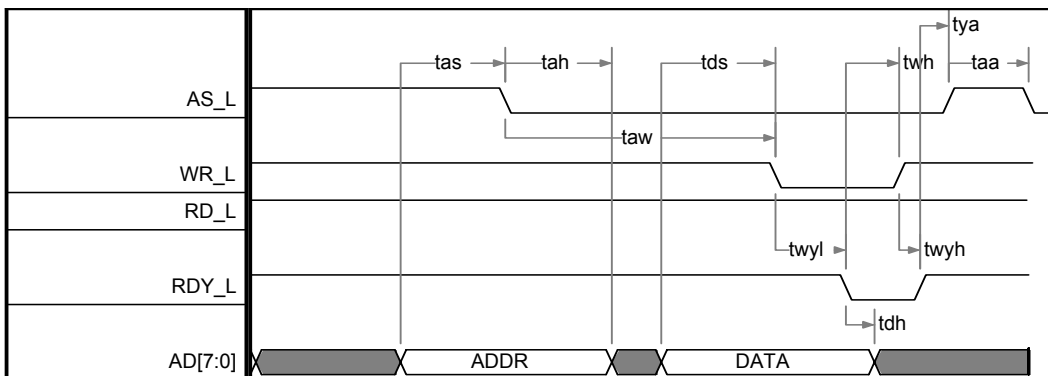 tya
tas tah tds twh taa
AS_L
taw
WR_L
RD_L
twyl twyh
RDY_L
tdh
AD[7:0] ADDR DATA